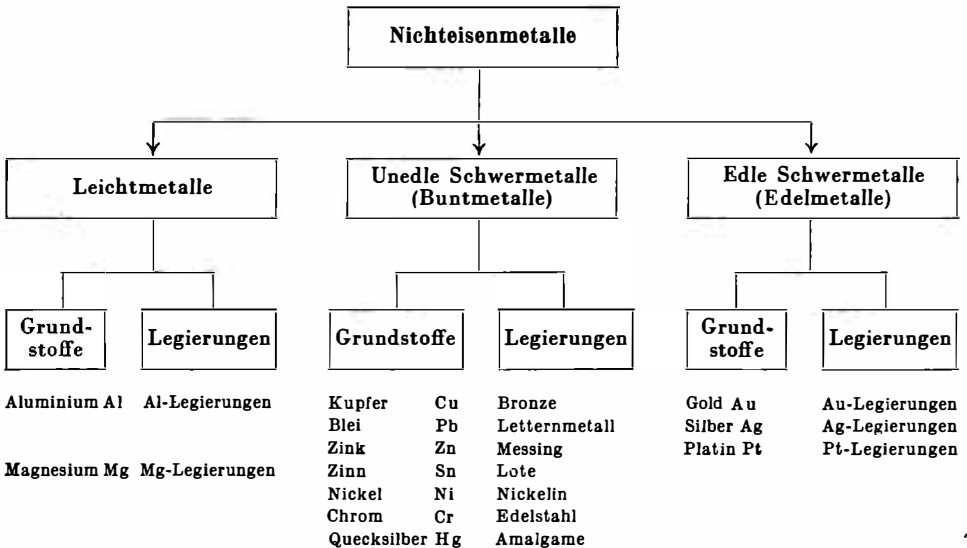 Nichteisenmetalle
Leichtmetalle
Unedle Schwermetalle
(Buntmetalle)
Edle Schwermetalle
(Edelmetalle)
Grund-
stoffe
Legierungen
Grundstoffe
Legierungen
Grund-
stoffe
Legierungen
Aluminium Al Al-Legierungen
Magnesium Mg Mg-Legierungen
Kupfer Cu Bronze
Blei Pb Letternmetall
Zink Zn Messing
Zinn Sn Lote
Nickel Ni Nickelin
Chrom Cr Edelstahl
Quecksilber Hg Amalgame
Gold Au Au-Legierungen
Silber Ag Ag-Legierungen
Platin Pt Pt-Legierungen